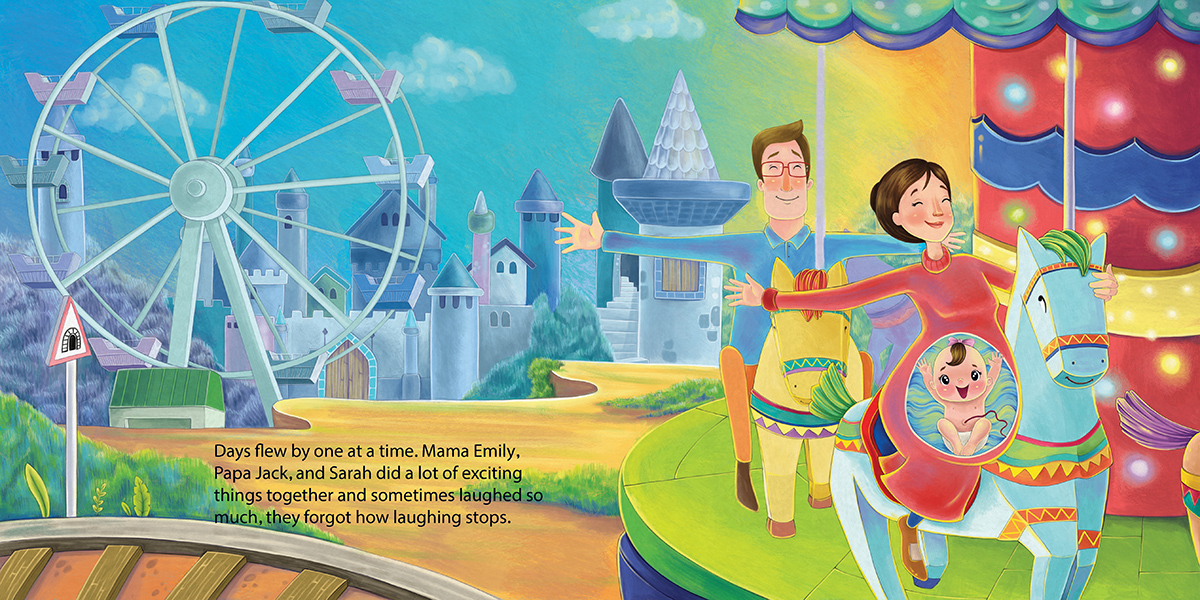 Days flew by one at a time. Mama Emily,
Papa Jack, and Sarah did a lot of exciting
things together and sometimes laughed so
much, they forgot how laughing stops.